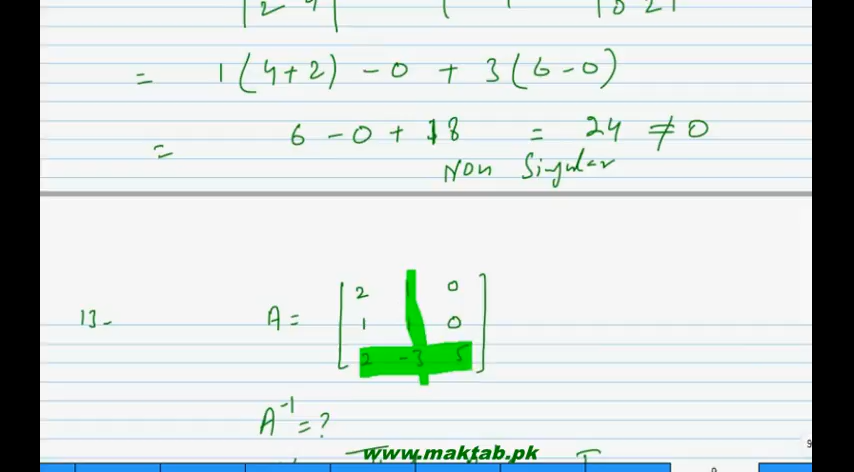 = 1(4+2) -0 + 3(6-0)
= 6 -0 + 18 = 24 ≠ 0
Non Singular
13- A = [ 2 1 0
1 1 0
2 -3 5 ]
A⁻¹ = ?
www.maktab.pk